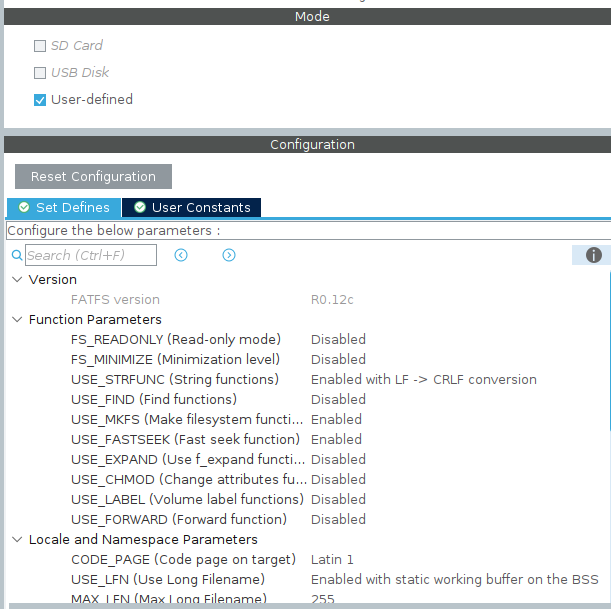 Mode
SD Card
USB Disk
User-defined
Configuration
Reset Configuration
Set Defines User Constants
Configure the below parameters :
Search (Ctrl+F)
Version
FATFS version R0.12c
Function Parameters
FS_READONLY (Read-only mode) Disabled
FS_MINIMIZE (Minimization level) Disabled
USE_STRFUNC (String functions) Enabled with LF -> CRLF conversion
USE_FIND (Find functions) Disabled
USE_MKFS (Make filesystem functi... Enabled
USE_FASTSEEK (Fast seek function) Enabled
USE_EXPAND (Use f_expand functi... Disabled
USE_CHMOD (Change attributes fu... Disabled
USE_LABEL (Volume label functions) Disabled
USE_FORWARD (Forward function) Disabled
Locale and Namespace Parameters
CODE_PAGE (Code page on target) Latin 1
USE_LFN (Use Long Filename) Enabled with static working buffer on the BSS
MAX_LFN (Max Long Filename) 255